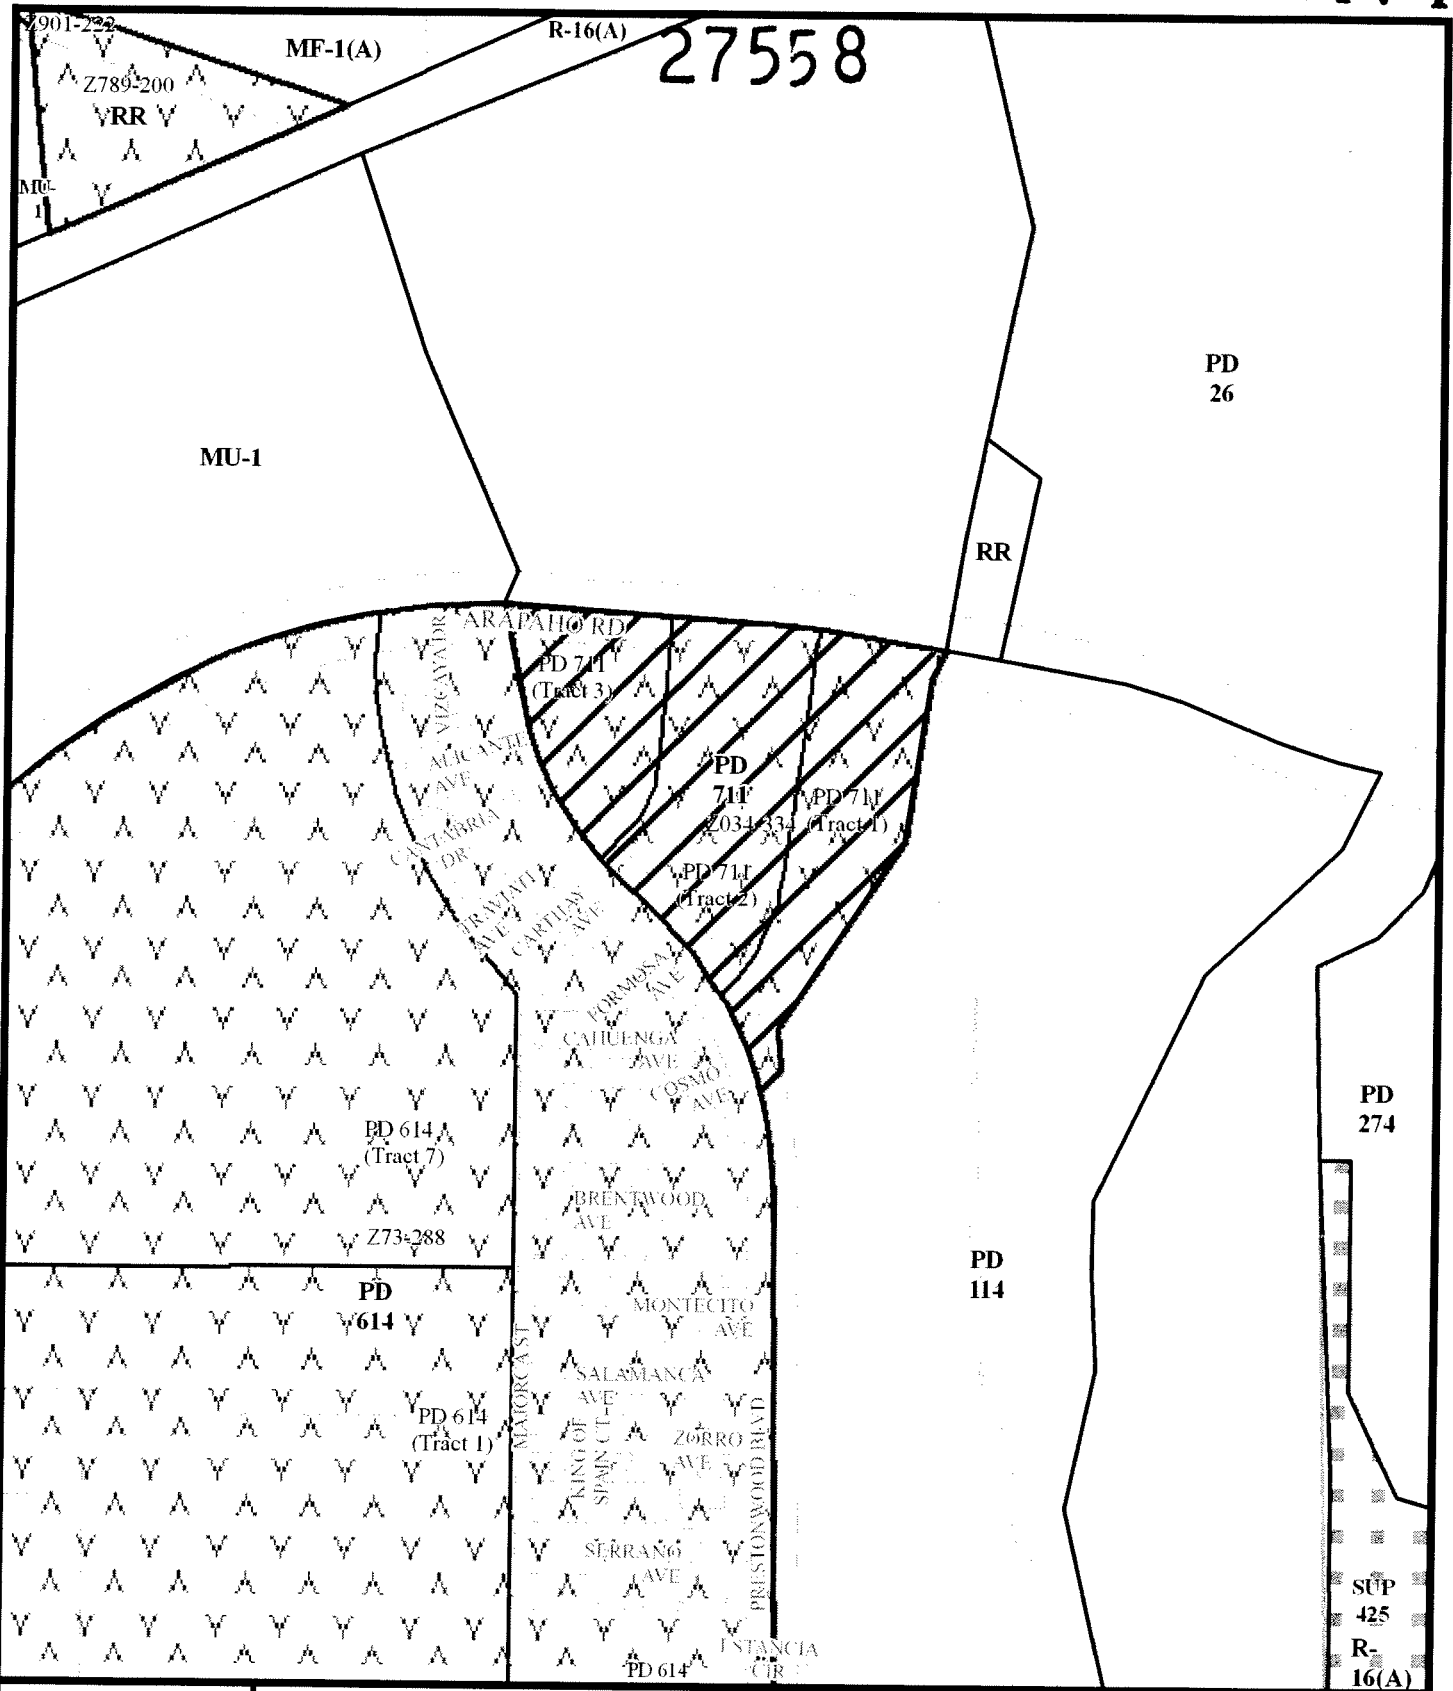 Z901-222
MF-1(A)
R-16(A)
27558
Z789-200
RR
MU-
1
PD
26
MU-1
RR
ARAPAHO RD
VIZCAYA DR
PD 711
(Tract 3)
ALICANTE
AVE
PD
711
PD 711
Z034-334
(Tract 1)
CANTABRIA
DR
PD 711
(Tract 2)
TRAVIATI
AVE
CARTHAY
AVE
FORMOSA
AVE
CAHUENGA
AVE
COSMO
AVE
PD
274
PD 614
(Tract 7)
BRENTWOOD
AVE
Z73-288
PD
114
PD
614
MONTECITO
AVE
MAJORCA ST
SALAMANCA
AVE
PD 614
(Tract 1)
KING OF
SPAIN CT
ZORRO
AVE
PRESTONWOOD BLVD
SERRANO
AVE
SUP
425
R-
16(A)
ESTANCIA
CIR
PD 614